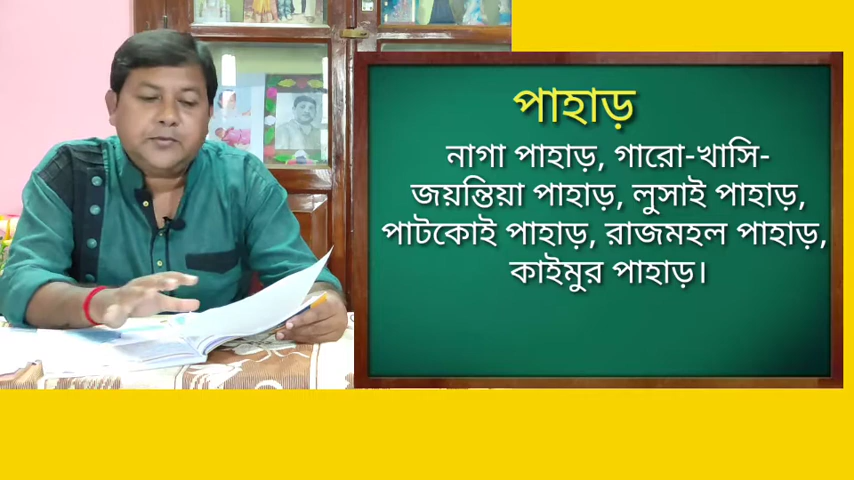 পাহাড়
নাগা পাহাড়, গারো-খাসি-
জয়ন্তিয়া পাহাড়, লুসাই পাহাড়,
পাটকোই পাহাড়, রাজমহল পাহাড়,
কাইমুর পাহাড়।